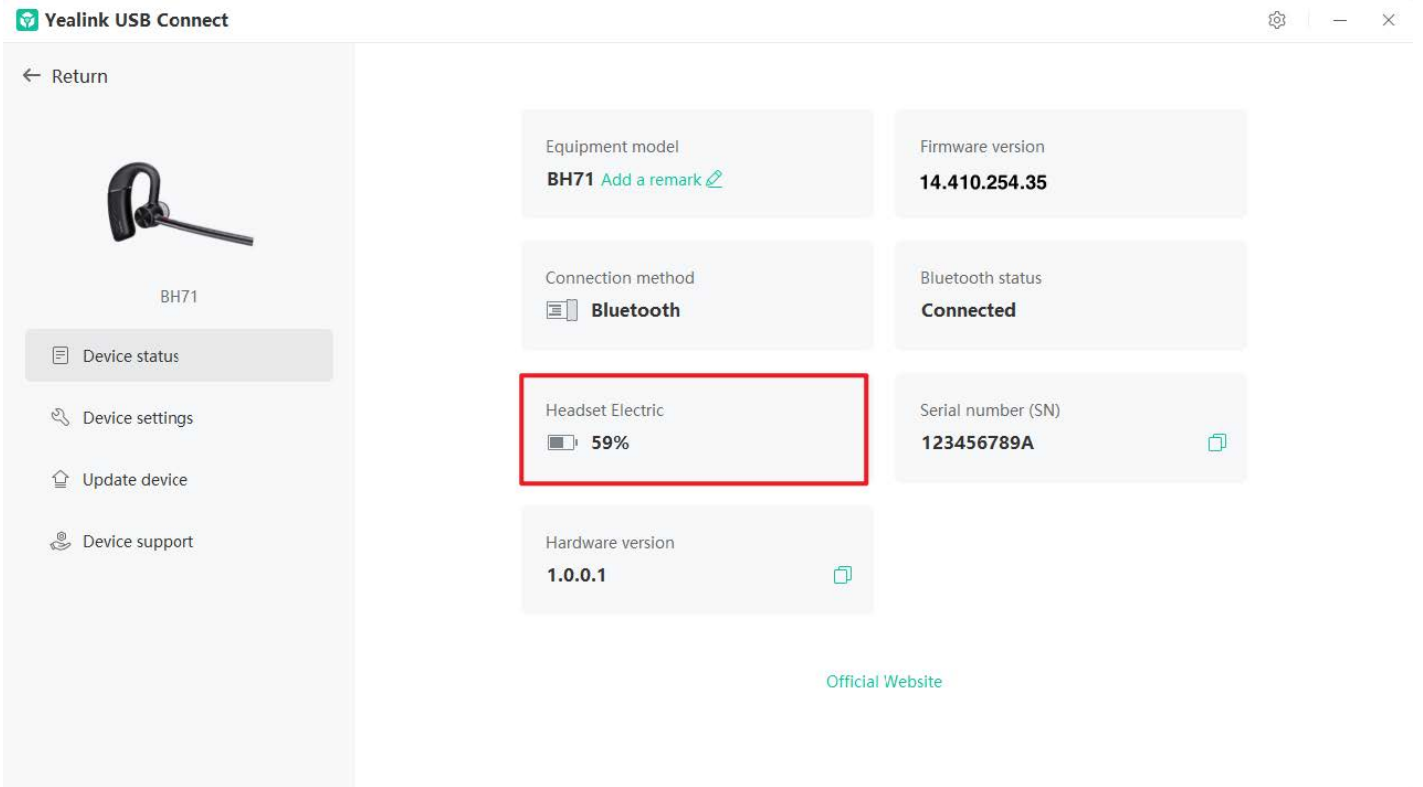 Yealink USB Connect
Return
BH71
Device status
Device settings
Update device
Device support
Equipment model
BH71 Add a remark
Firmware version
14.410.254.35
Connection method
Bluetooth
Bluetooth status
Connected
Headset Electric
59%
Serial number (SN)
123456789A
Hardware version
1.0.0.1
Official Website